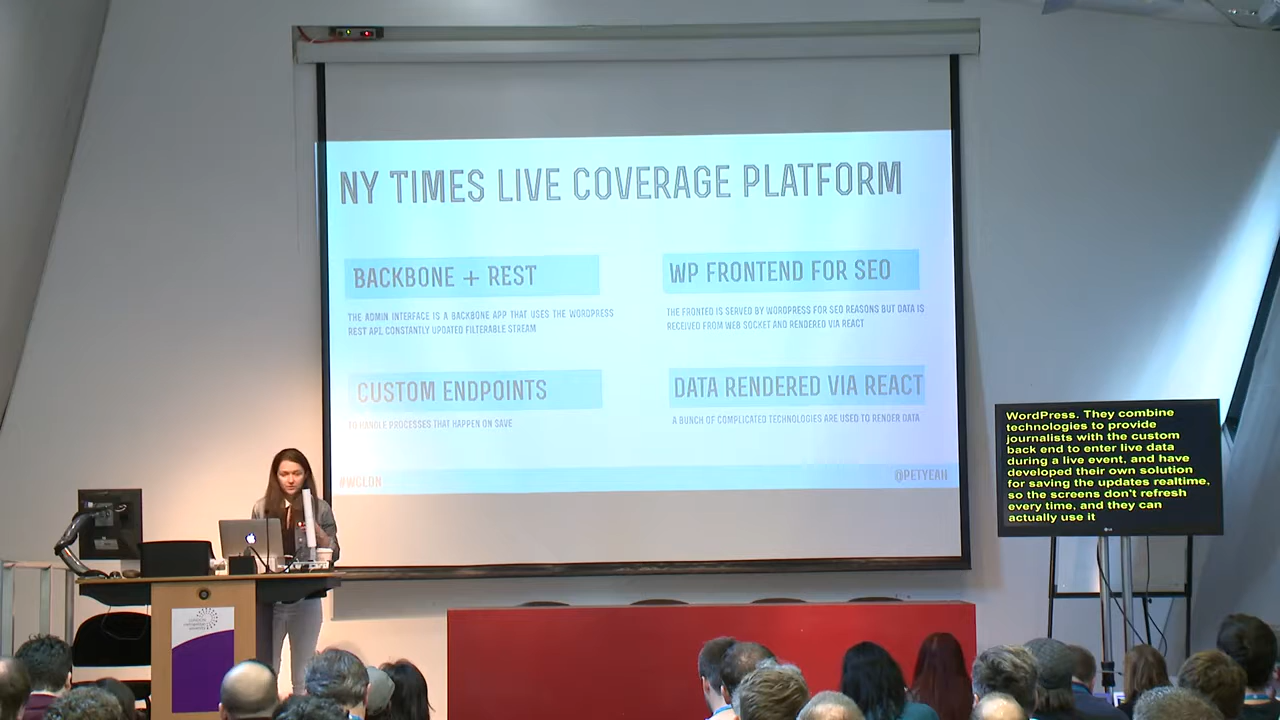 NY TIMES LIVE COVERAGE PLATFORM
BACKBONE + REST
THE ADMIN INTERFACE IS A BACKBONE APP THAT USES THE WORDPRESS
REST API, CONSTANTLY UPDATED FILTERABLE STREAM
WP FRONTEND FOR SEO
THE FRONTED IS SERVED BY WORDPRESS FOR SEO REASONS BUT DATA IS
RECEIVED FROM WEB SOCKET AND RENDERED VIA REACT
CUSTOM ENDPOINTS
TO HANDLE PROCESSES THAT HAPPEN ON SAVE
DATA RENDERED VIA REACT
A BUNCH OF COMPLICATED TECHNOLOGIES ARE USED TO RENDER DATA
#WCLDN
@PETYEAH
WordPress. They combine
technologies to provide
journalists with the custom
back end to enter live data
during a live event, and have
developed their own solution
for saving the updates realtime,
so the screens don't refresh
every time, and they can
actually use it